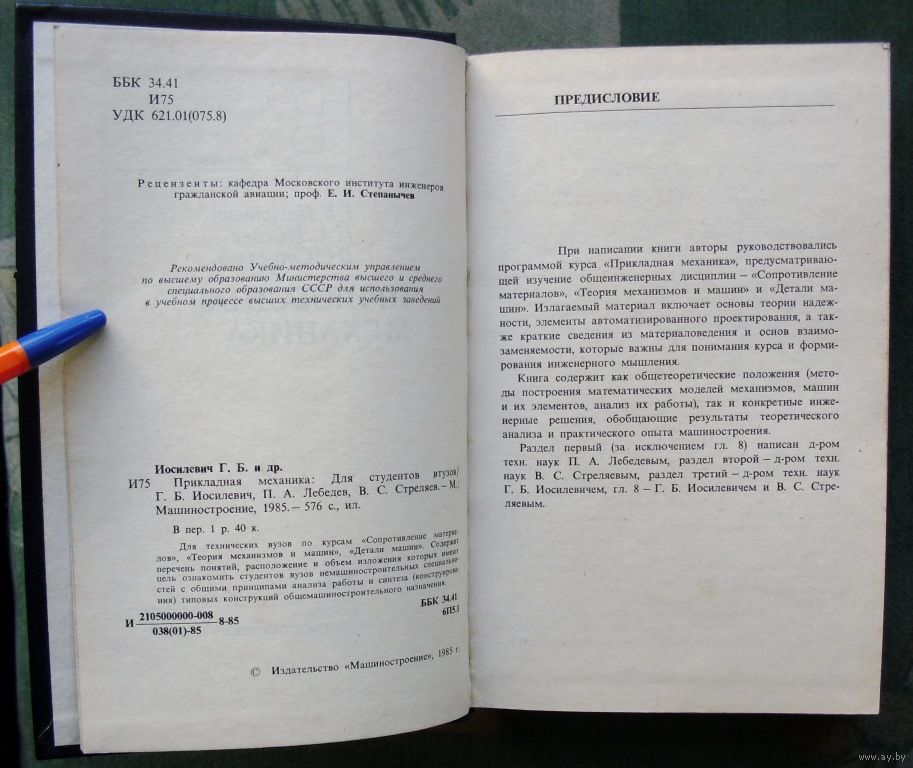 ББК 34.41
И75
УДК 621.01(075.8)
Рецензенты: кафедра Московского института инженеров
гражданской авиации; проф. Е. И. Степанычев
Рекомендовано Учебно-методическим управлением
по высшему образованию Министерства высшего и среднего
специального образования СССР для использования
в учебном процессе высших технических учебных заведений
Иосилевич Г. Б. и др.
И75 Прикладная механика: Для студентов втузов/
Г. Б. Иосилевич, П. А. Лебедев, В. С. Стреляев.– М.:
Машиностроение, 1985.– 576 с., ил.
В пер. 1 р. 40 к.
Для технических вузов по курсам «Сопротивление материа-
лов», «Теория механизмов и машин», «Детали машин». Содержит
перечень понятий, расположение и объем изложения которых имеют
цель ознакомить студентов вузов немашиностроительных специально-
стей с общими принципами анализа работы и синтеза (конструирова-
ния) типовых конструкций общемашиностроительного назначения.
И 2105000000-008 8-85
038(01)-85
ББК 34.41
6П5.1
© Издательство «Машиностроение», 1985 г.
ПРЕДИСЛОВИЕ
При написании книги авторы руководствовались
программой курса «Прикладная механика», предусматриваю-
щей изучение общеинженерных дисциплин – «Сопротивление
материалов», «Теория механизмов и машин» и «Детали ма-
шин». Излагаемый материал включает основы теории надеж-
ности, элементы автоматизированного проектирования, а так-
же краткие сведения из материаловедения и основ взаимо-
заменяемости, которые важны для понимания курса и форми-
рования инженерного мышления.
Книга содержит как общетеоретические положения (мето-
ды построения математических моделей механизмов, машин
и их элементов, анализ их работы), так и конкретные инже-
нерные решения, обобщающие результаты теоретического
анализа и практического опыта машиностроения.
Раздел первый (за исключением гл. 8) написан д-ром
техн. наук П. А. Лебедевым, раздел второй – д-ром техн.
наук В. С. Стреляевым, раздел третий – д-ром техн. наук
Г. Б. Иосилевичем, гл. 8 – Г. Б. Иосилевичем и В. С. Стре-
ляевым.
www.ay.by